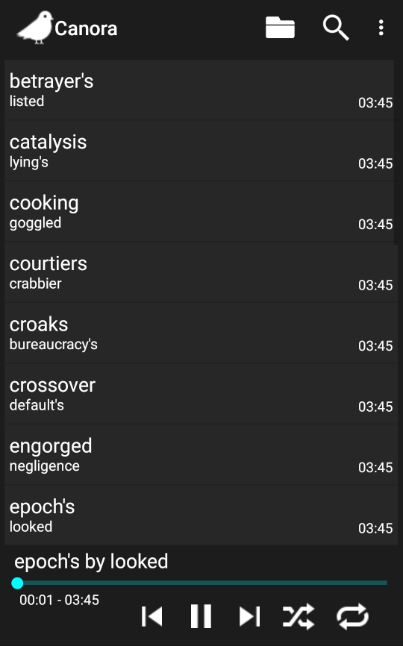 Canora
betrayer's
listed
03:45
catalysis
lying's
03:45
cooking
goggled
03:45
courtiers
crabbier
03:45
croaks
bureaucracy's
03:45
crossover
default's
03:45
engorged
negligence
03:45
epoch's
looked
03:45
epoch's by looked
00:01 - 03:45